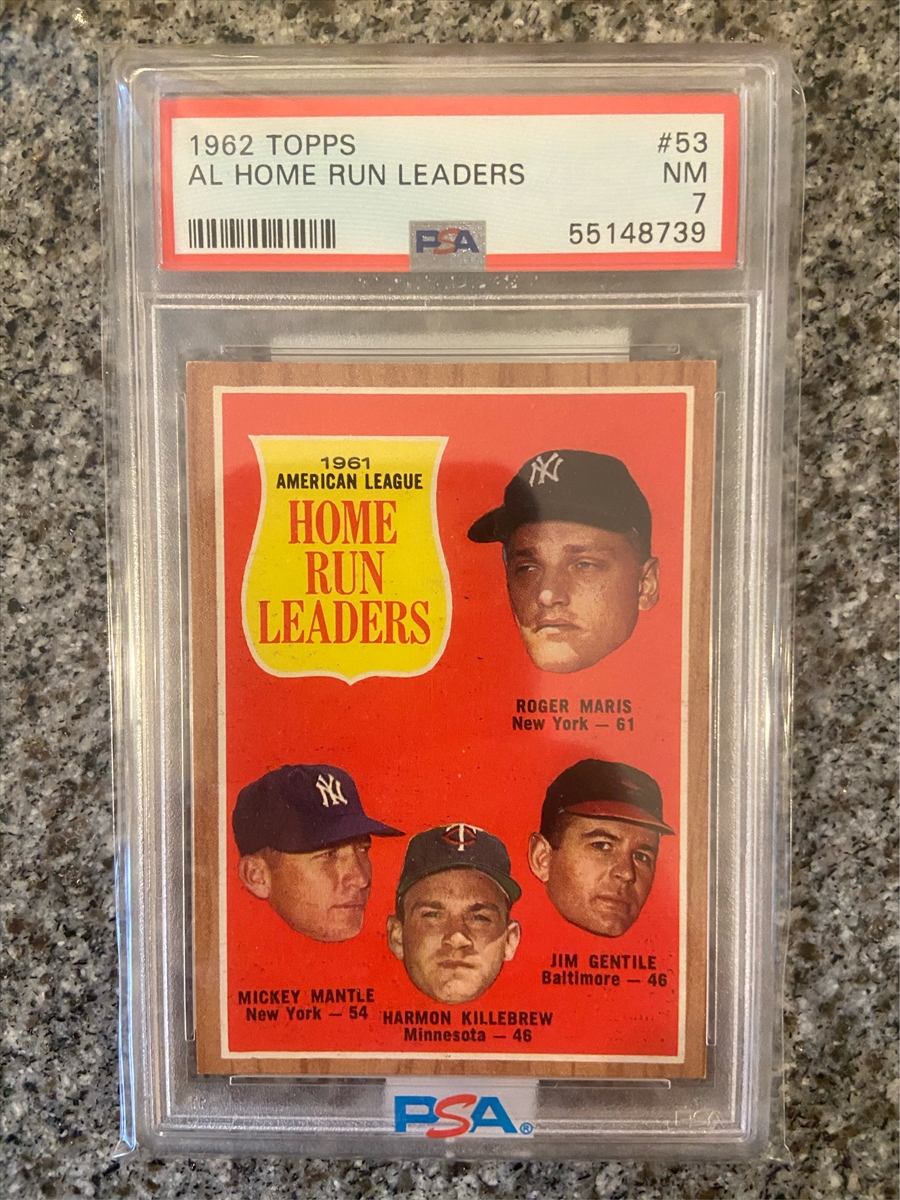 1962 TOPPS #53
AL HOME RUN LEADERS NM
7
PSA 55148739
1961
AMERICAN LEAGUE
HOME
RUN
LEADERS
NY
ROGER MARIS
New York — 61
NY
TC
JIM GENTILE
Baltimore — 46
MICKEY MANTLE
New York — 54
HARMON KILLEBREW
Minnesota — 46
PSA®
PSA